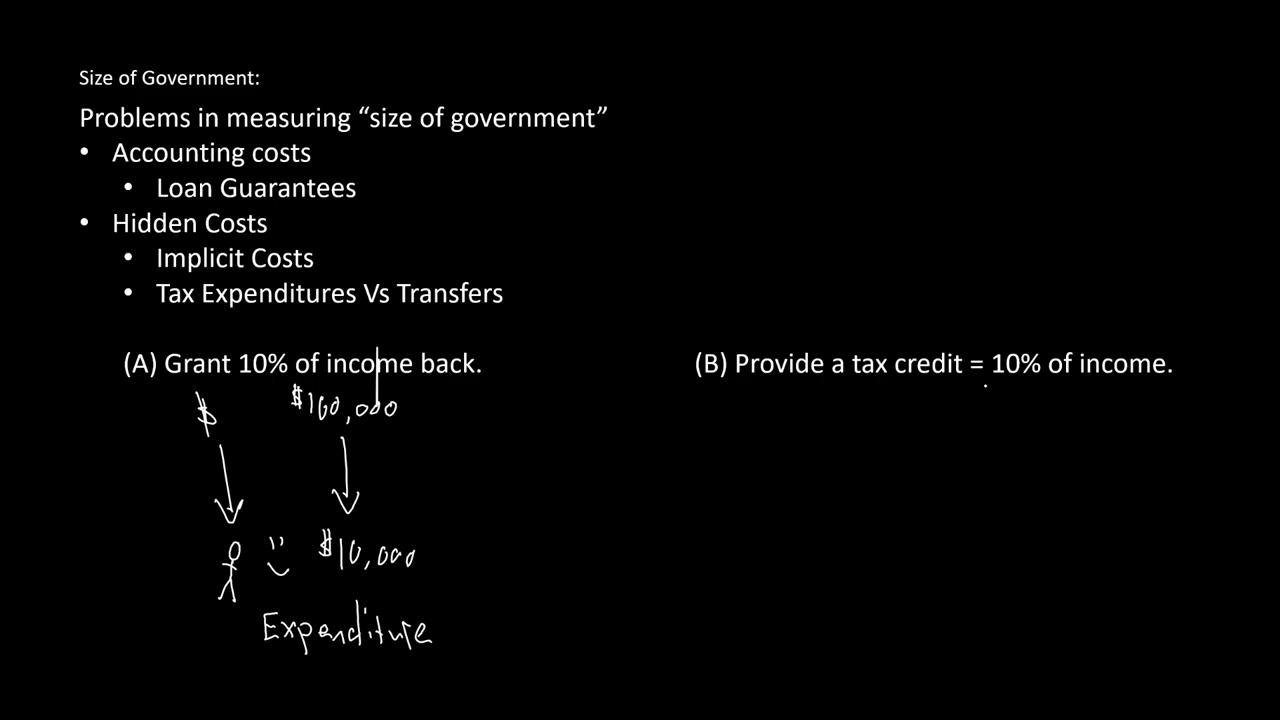 Size of Government:
Problems in measuring “size of government”
• Accounting costs
• Loan Guarantees
• Hidden Costs
• Implicit Costs
• Tax Expenditures Vs Transfers
(A) Grant 10% of income back.
(B) Provide a tax credit = 10% of income.
$ $100,000
$10,000
Expenditure